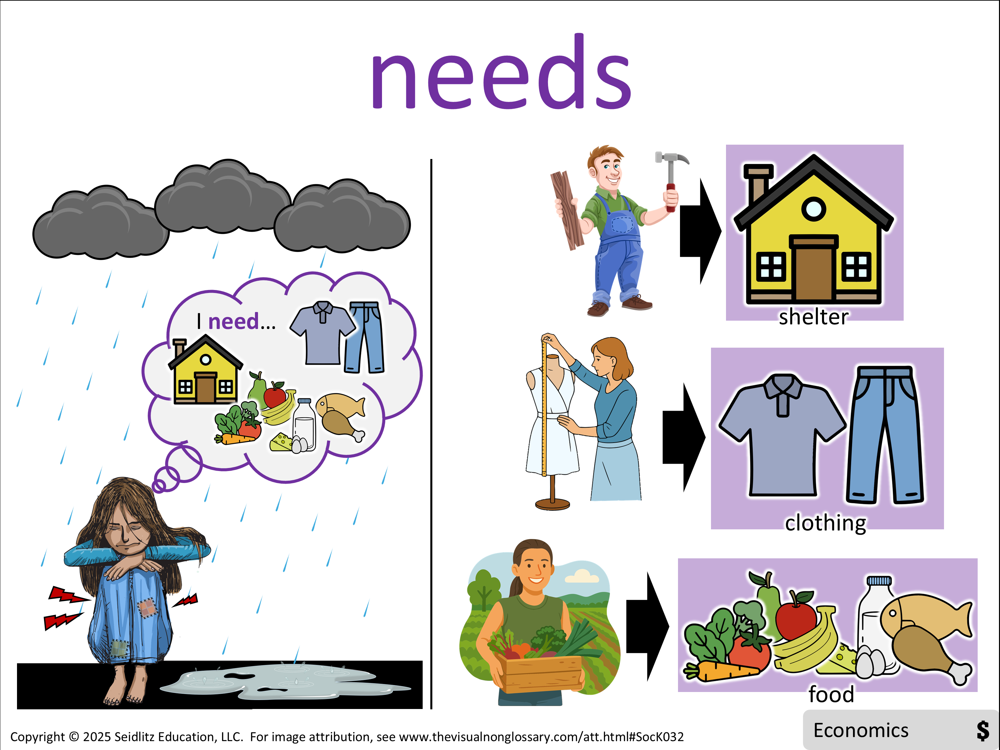 needs
I need...
shelter
clothing
food
Copyright © 2025 Seidlitz Education, LLC.  For image attribution, see www.thevisualnonglossary.com/att.html#SocK032
Economics $